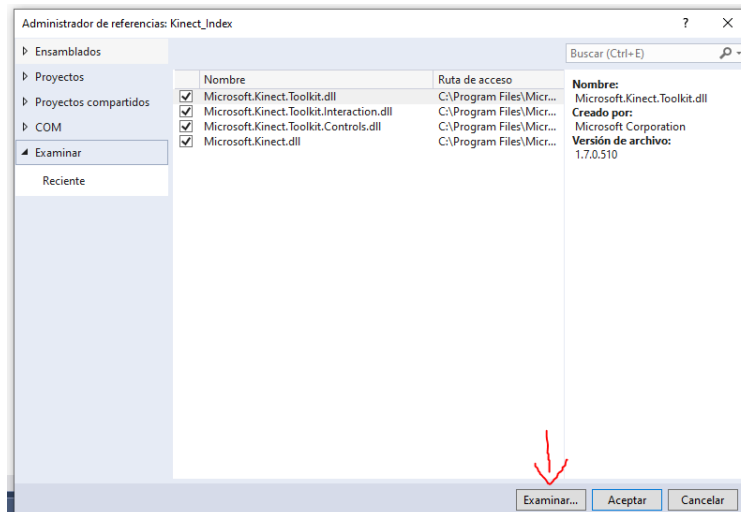 Administrador de referencias: Kinect_Index ? ×
Ensamblados
Proyectos
Proyectos compartidos
COM
Examinar
Reciente
Buscar (Ctrl+E)
Nombre Ruta de acceso
Microsoft.Kinect.Toolkit.dll C:\Program Files\Micr...
Microsoft.Kinect.Toolkit.Interaction.dll C:\Program Files\Micr...
Microsoft.Kinect.Toolkit.Controls.dll C:\Program Files\Micr...
Microsoft.Kinect.dll C:\Program Files\Micr...
Nombre:
Microsoft.Kinect.Toolkit.dll
Creado por:
Microsoft Corporation
Versión de archivo:
1.7.0.510
Examinar... Aceptar Cancelar